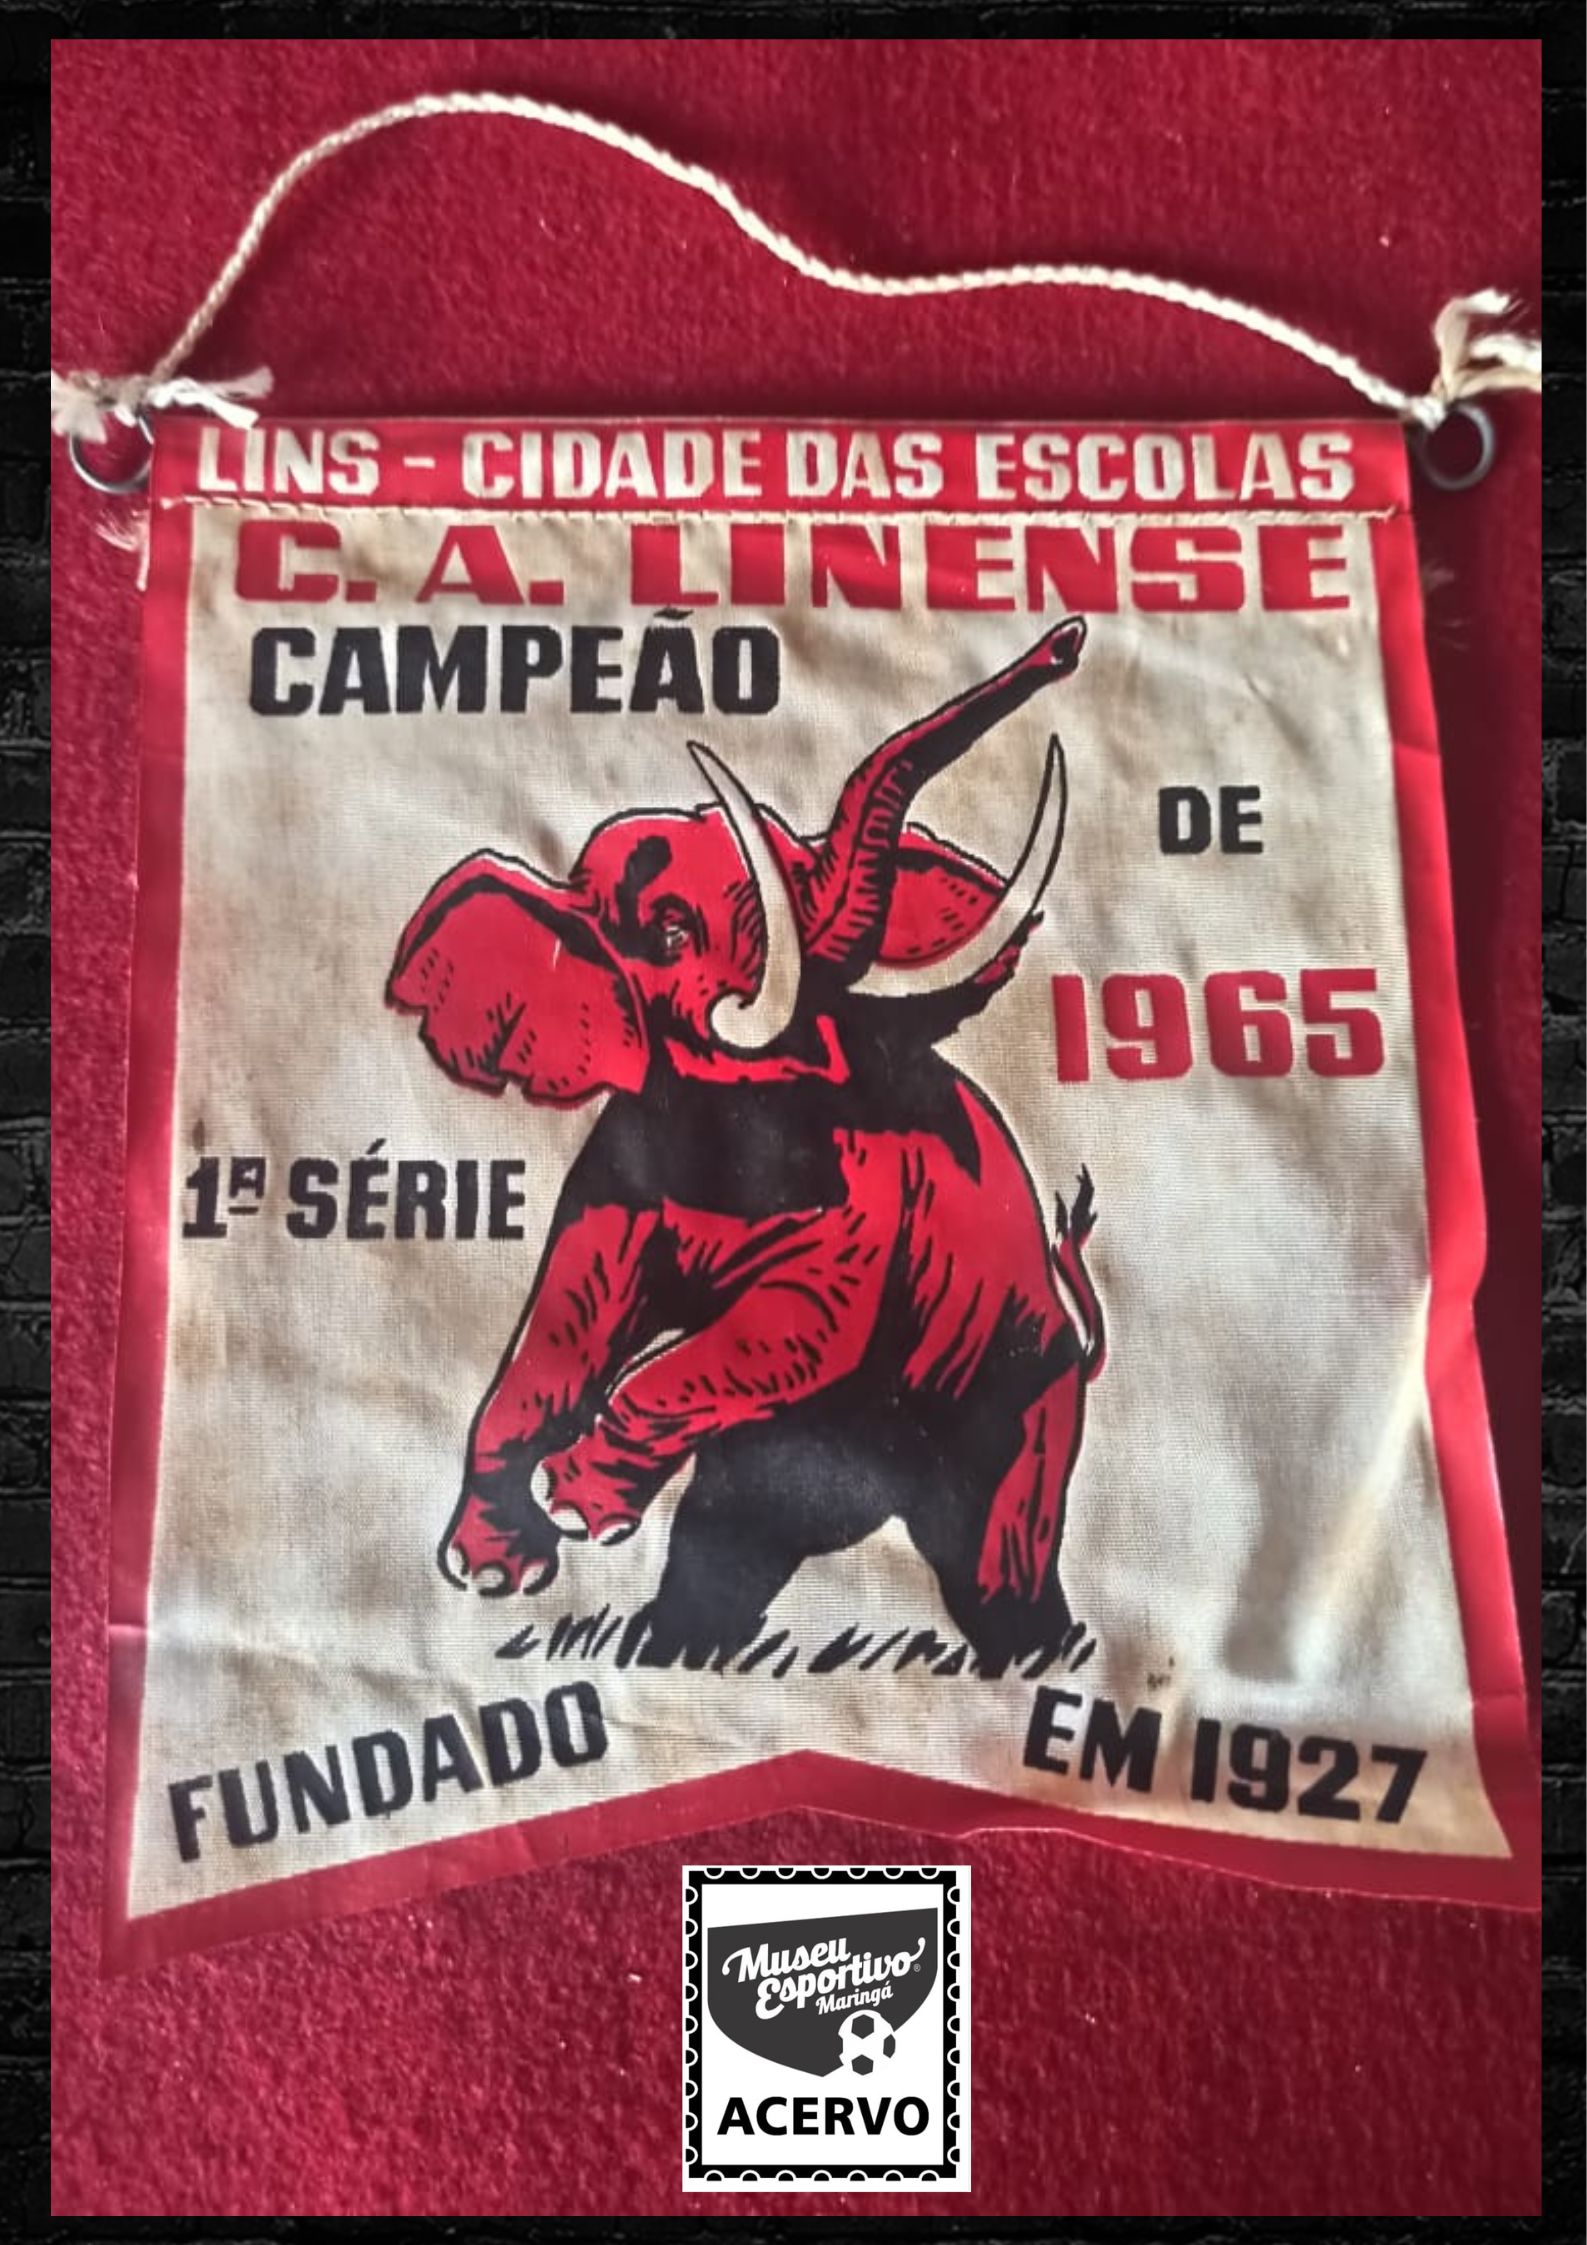 LINS - CIDADE DAS ESCOLAS
C. A. LINENSE
CAMPEÃO
DE
1965
1ª SÉRIE
FUNDADO EM 1927
Museu
Esportivo®
Maringá
ACERVO